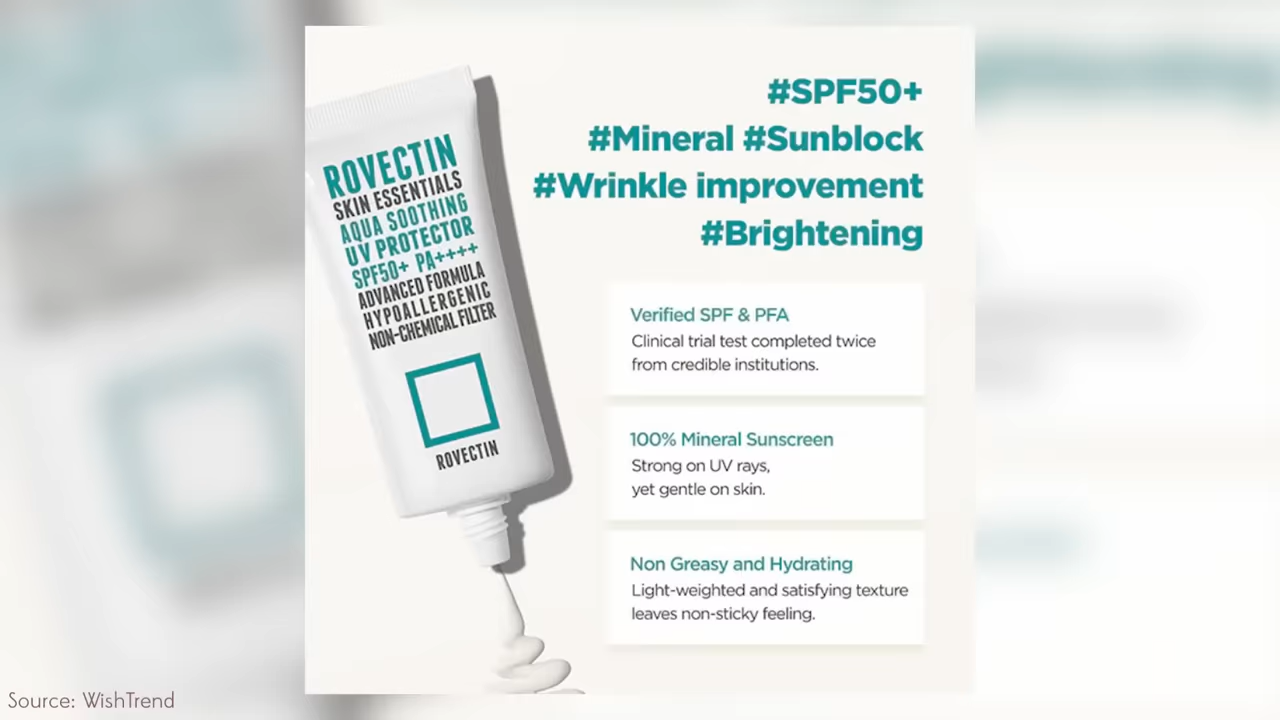 ROVECTIN
SKIN ESSENTIALS
AQUA SOOTHING
UV PROTECTOR
SPF50+ PA++++
ADVANCED FORMULA
HYPOALLERGENIC
NON-CHEMICAL FILTER
ROVECTIN
#SPF50+
#Mineral #Sunblock
#Wrinkle improvement
#Brightening
Verified SPF & PFA
Clinical trial test completed twice
from credible institutions.
100% Mineral Sunscreen
Strong on UV rays,
yet gentle on skin.
Non Greasy and Hydrating
Light-weighted and satisfying texture
leaves non-sticky feeling.
Source: WishTrend